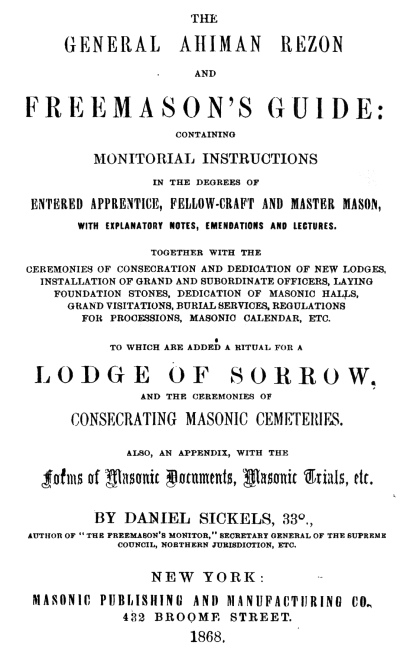 THE
GENERAL AHIMAN REZON
AND
FREEMASON'S GUIDE:
CONTAINING
MONITORIAL INSTRUCTIONS
IN THE DEGREES OF
ENTERED APPRENTICE, FELLOW-CRAFT AND MASTER MASON,
WITH EXPLANATORY NOTES, EMENDATIONS AND LECTURES.
TOGETHER WITH THE
CEREMONIES OF CONSECRATION AND DEDICATION OF NEW LODGES,
INSTALLATION OF GRAND AND SUBORDINATE OFFICERS, LAYING
FOUNDATION STONES, DEDICATION OF MASONIC HALLS,
GRAND VISITATIONS, BURIAL SERVICES, REGULATIONS
FOR PROCESSIONS, MASONIC CALENDAR, ETC.
TO WHICH ARE ADDED A RITUAL FOR A
LODGE OF SORROW,
AND THE CEREMONIES OF
CONSECRATING MASONIC CEMETERIES.
ALSO, AN APPENDIX, WITH THE
Forms of Masonic Documents, Masonic Trials, etc.
BY DANIEL SICKELS, 33°.,
AUTHOR OF "THE FREEMASON'S MONITOR," SECRETARY GENERAL OF THE SUPREME
COUNCIL, NORTHERN JURISDICTION, ETC.
NEW YORK:
MASONIC PUBLISHING AND MANUFACTURING CO.,
432 BROOME STREET.
1868.